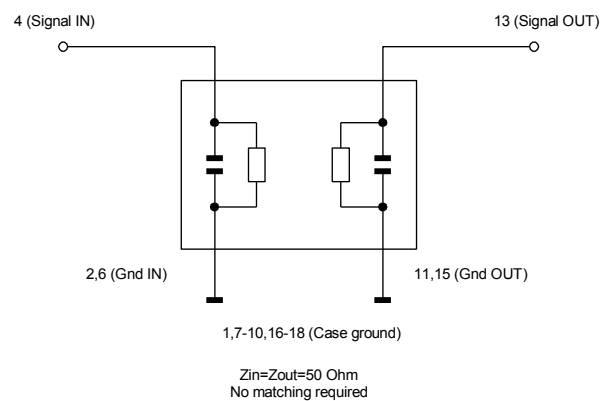 4 (Signal IN)
13 (Signal OUT)
2,6 (Gnd IN)
11,15 (Gnd OUT)
1,7-10,16-18 (Case ground)
Zin=Zout=50 Ohm
No matching required